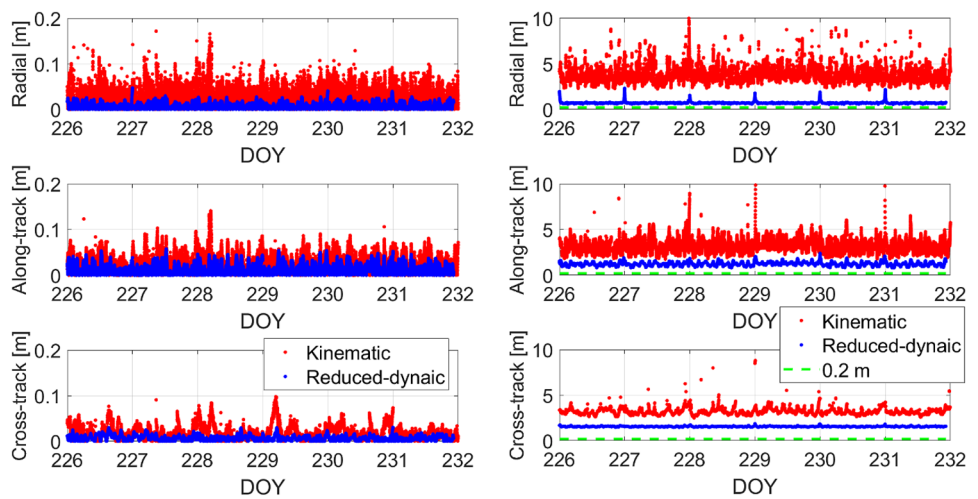 Radial [m]
0.2
0.1
0
226 227 228 229 230 231 232
DOY
Along-track [m]
0.2
0.1
0
226 227 228 229 230 231 232
DOY
Cross-track [m]
0.2
0.1
0
Kinematic
Reduced-dynaic
226 227 228 229 230 231 232
DOY
Radial [m]
10
5
0
226 227 228 229 230 231 232
DOY
Along-track [m]
10
5
0
226 227 228 229 230 231 232
DOY
Cross-track [m]
10
5
0
Kinematic
Reduced-dynaic
0.2 m
226 227 228 229 230 231 232
DOY